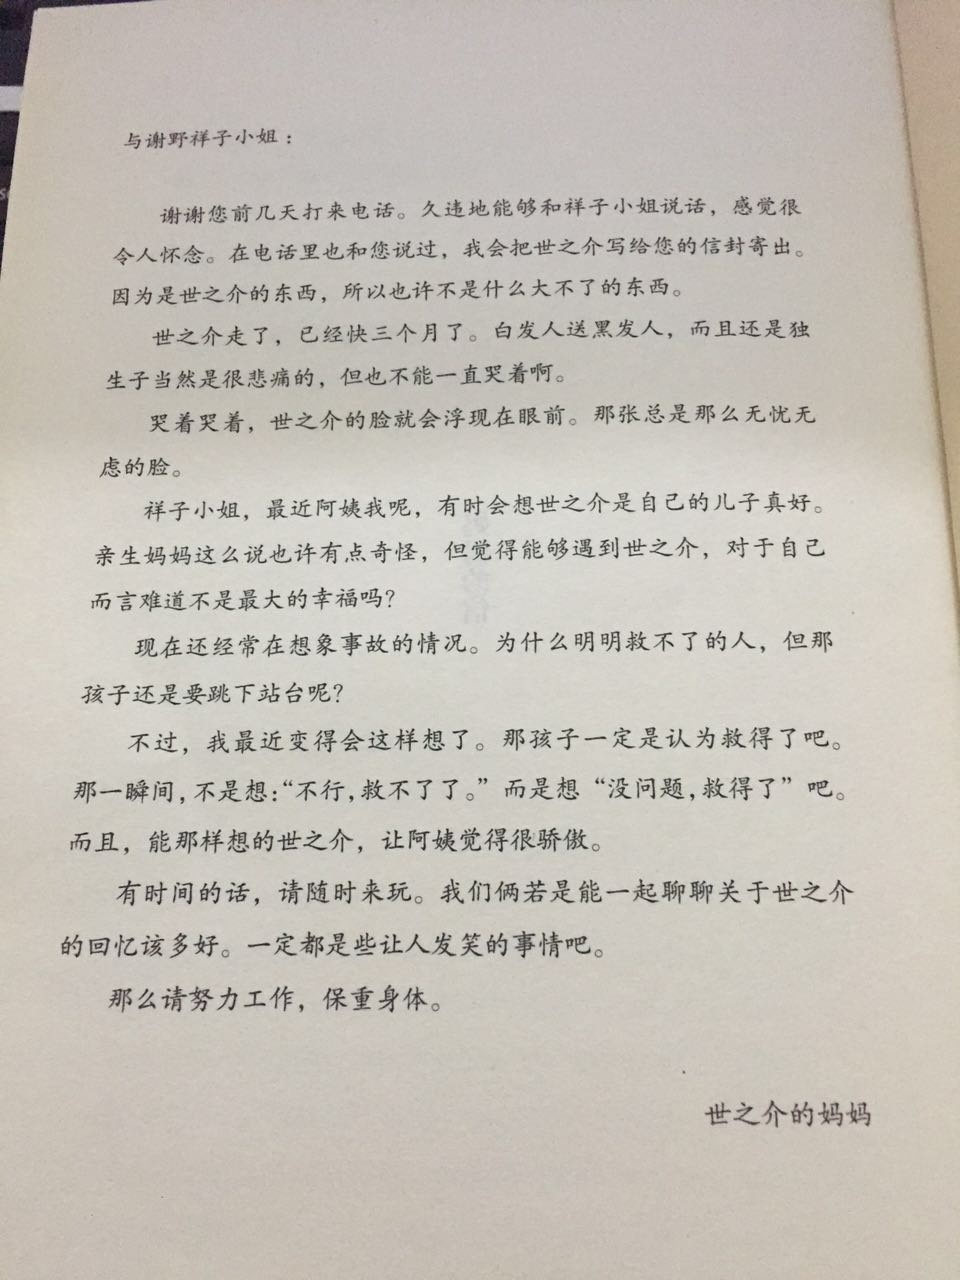 与谢野祥子小姐：
谢谢您前几天打来电话。久违地能够和祥子小姐说话，感觉很
令人怀念。在电话里也和您说过，我会把世之介写给您的信封寄出。
因为是世之介的东西，所以也许不是什么大不了的东西。
世之介走了，已经快三个月了。白发人送黑发人，而且还是独
生子当然是很悲痛的，但也不能一直哭着啊。
哭着哭着，世之介的脸就会浮现在眼前。那张总是那么无忧无
虑的脸。
祥子小姐，最近阿姨我呢，有时会想世之介是自己的儿子真好。
亲生妈妈这么说也许有点奇怪，但觉得能够遇到世之介，对于自己
而言难道不是最大的幸福吗？
现在还经常在想象事故的情况。为什么明明救不了的人，但那
孩子还是要跳下站台呢？
不过，我最近变得会这样想了。那孩子一定是认为救得了吧。
那一瞬间，不是想：“不行，救不了了。”而是想“没问题，救得了”吧。
而且，能那样想的世之介，让阿姨觉得很骄傲。
有时间的话，请随时来玩。我们俩若是能一起聊聊关于世之介
的回忆该多好。一定都是些让人发笑的事情吧。
那么请努力工作，保重身体。
世之介的妈妈